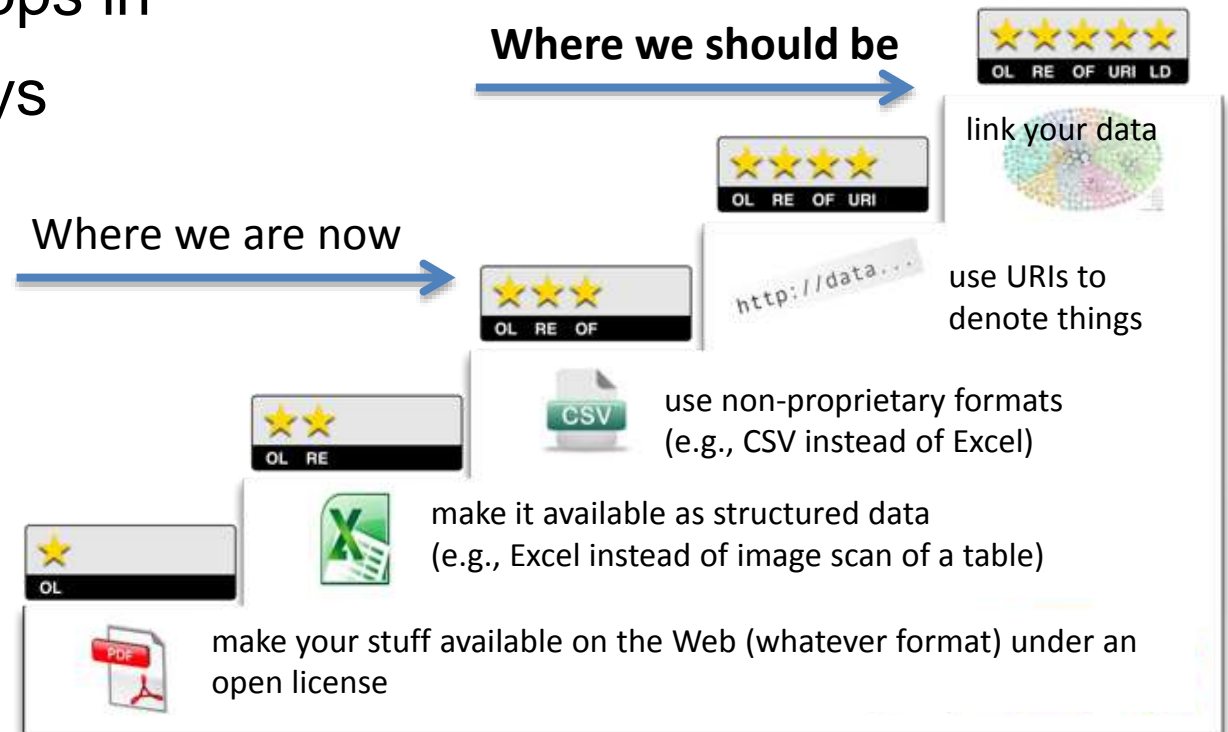 ops in
ys
Where we should be
OL RE OF URI LD
link your data
OL RE OF URI
Where we are now
http://data...
use URIs to
denote things
OL RE OF
CSV
use non-proprietary formats
(e.g., CSV instead of Excel)
OL RE
make it available as structured data
(e.g., Excel instead of image scan of a table)
OL
PDF
make your stuff available on the Web (whatever format) under an
open license